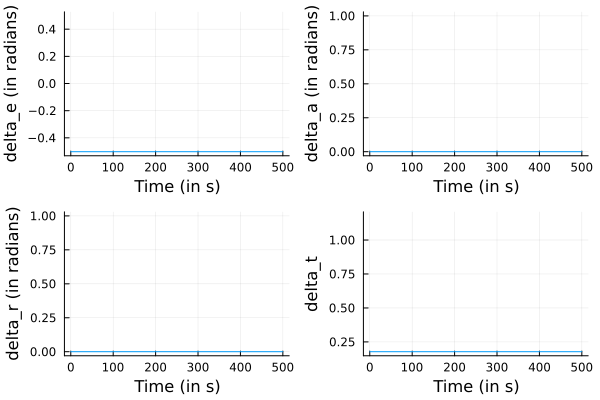 delta_e (in radians)
0.4
0.2
0.0
−0.2
−0.4
0 100 200 300 400 500
Time (in s)
delta_a (in radians)
1.00
0.75
0.50
0.25
0.00
0 100 200 300 400 500
Time (in s)
delta_r (in radians)
1.00
0.75
0.50
0.25
0.00
0 100 200 300 400 500
Time (in s)
delta_t
1.00
0.75
0.50
0.25
0 100 200 300 400 500
Time (in s)